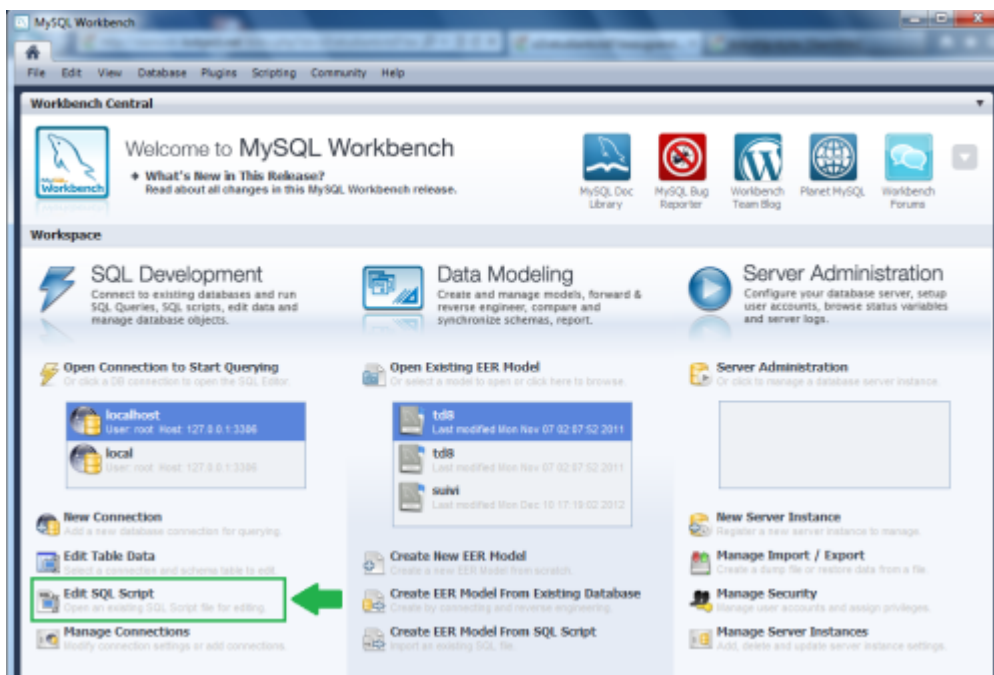 MySQL Workbench
File Edit View Database Plugins Scripting Community Help
Workbench Central
Welcome to MySQL Workbench
What's New in This Release?
Read about all changes in this MySQL Workbench release.
MySQL Doc Library
MySQL Bug Reporter
Workbench Team Blog
Planet MySQL
Workbench Forums
MySQL
Workbench
Workspace
SQL Development
Connect to existing databases and run
SQL Queries, SQL scripts, edit data and
manage database objects.
Open Connection to Start Querying
Or click a DB connection to open the SQL Editor.
localhost
User: root Host: 127.0.0.1:3306
local
User: root Host: 127.0.0.1:3306
New Connection
Add a new database connection for querying.
Edit Table Data
Select a connection and schema table to edit.
Edit SQL Script
Open an existing SQL Script file for editing.
Manage Connections
Modify connection settings or add connections.
Data Modeling
Create and manage models, forward &
reverse engineer, compare and
synchronize schemas, report.
Open Existing EER Model
Or select a model to open or click here to browse.
td8
Last modified Mon Nov 07 02:07:52 2011
td8
Last modified Mon Nov 07 02:07:52 2011
suivi
Last modified Mon Dec 10 17:19:02 2012
Create New EER Model
Create a new EER Model from scratch.
Create EER Model From Existing Database
Create by connecting and reverse engineering.
Create EER Model From SQL Script
Import an existing SQL file.
Server Administration
Configure your database server, setup
user accounts, browse status variables
and server logs.
Server Administration
Or click to manage a database server instance.
New Server Instance
Register a new server instance to manage.
Manage Import / Export
Create a dump file or restore data from a file.
Manage Security
Manage user accounts and assign privileges.
Manage Server Instances
Add, delete and update server instance settings.